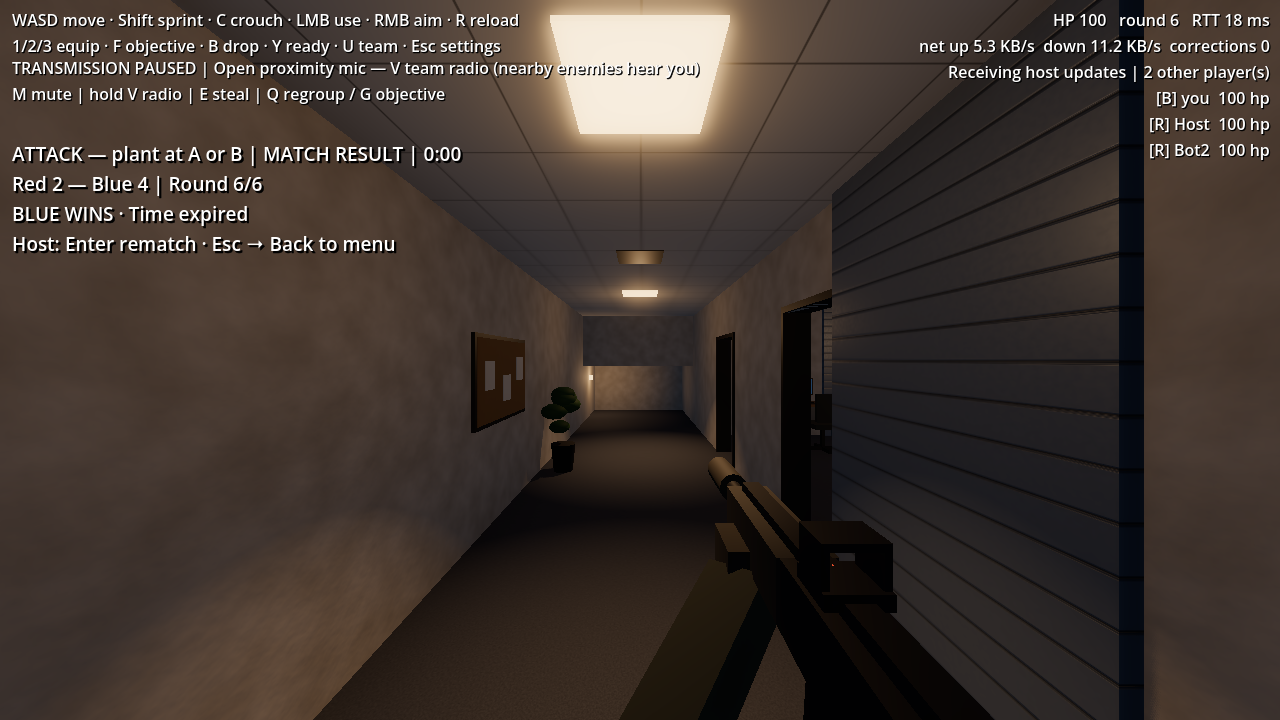 WASD move · Shift sprint · C crouch · LMB use · RMB aim · R reload
1/2/3 equip · F objective · B drop · Y ready · U team · Esc settings
TRANSMISSION PAUSED | Open proximity mic — V team radio (nearby enemies hear you)
M mute | hold V radio | E steal | Q regroup / G objective
ATTACK — plant at A or B | MATCH RESULT | 0:00
Red 2 — Blue 4 | Round 6/6
BLUE WINS · Time expired
Host: Enter rematch · Esc → Back to menu
HP 100 round 6 RTT 18 ms
net up 5.3 KB/s down 11.2 KB/s corrections 0
Receiving host updates | 2 other player(s)
[B] you 100 hp
[R] Host 100 hp
[R] Bot2 100 hp